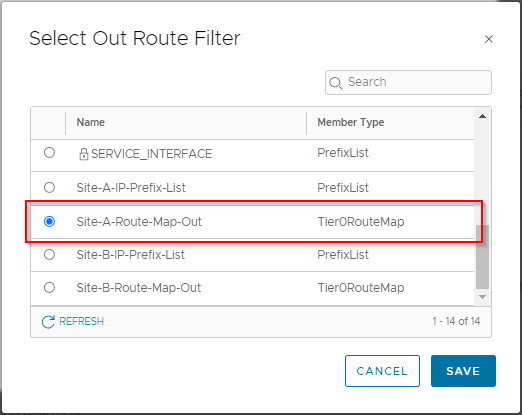 Select Out Route Filter
Search
Name Member Type
SERVICE_INTERFACE PrefixList
Site-A-IP-Prefix-List PrefixList
Site-A-Route-Map-Out Tier0RouteMap
Site-B-IP-Prefix-List PrefixList
Site-B-Route-Map-Out Tier0RouteMap
REFRESH 1 - 14 of 14
CANCEL SAVE